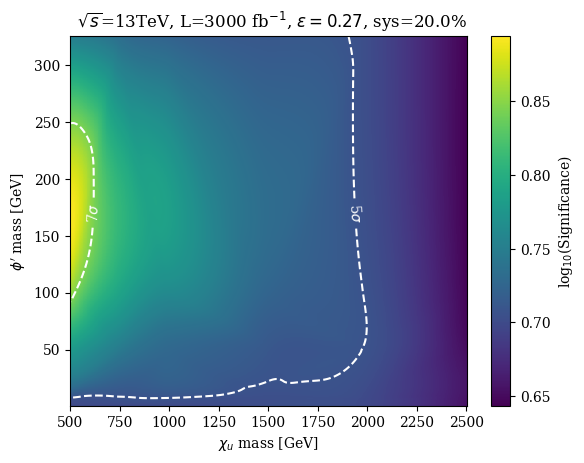 √s=13TeV, L=3000 fb⁻¹, ϵ = 0.27, sys=20.0%
300
250
200
150
100
50
ϕ′ mass [GeV]
7σ
5σ
500 750 1000 1250 1500 1750 2000 2250 2500
χᵤ mass [GeV]
0.85
0.80
0.75
0.70
0.65
log₁₀(Significance)